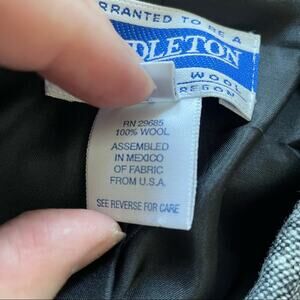 RRANTED TO BE A
DLETON
WOOL
REGON
RN 29685
100% WOOL
ASSEMBLED
IN MEXICO
OF FABRIC
FROM U.S.A.
SEE REVERSE FOR CARE